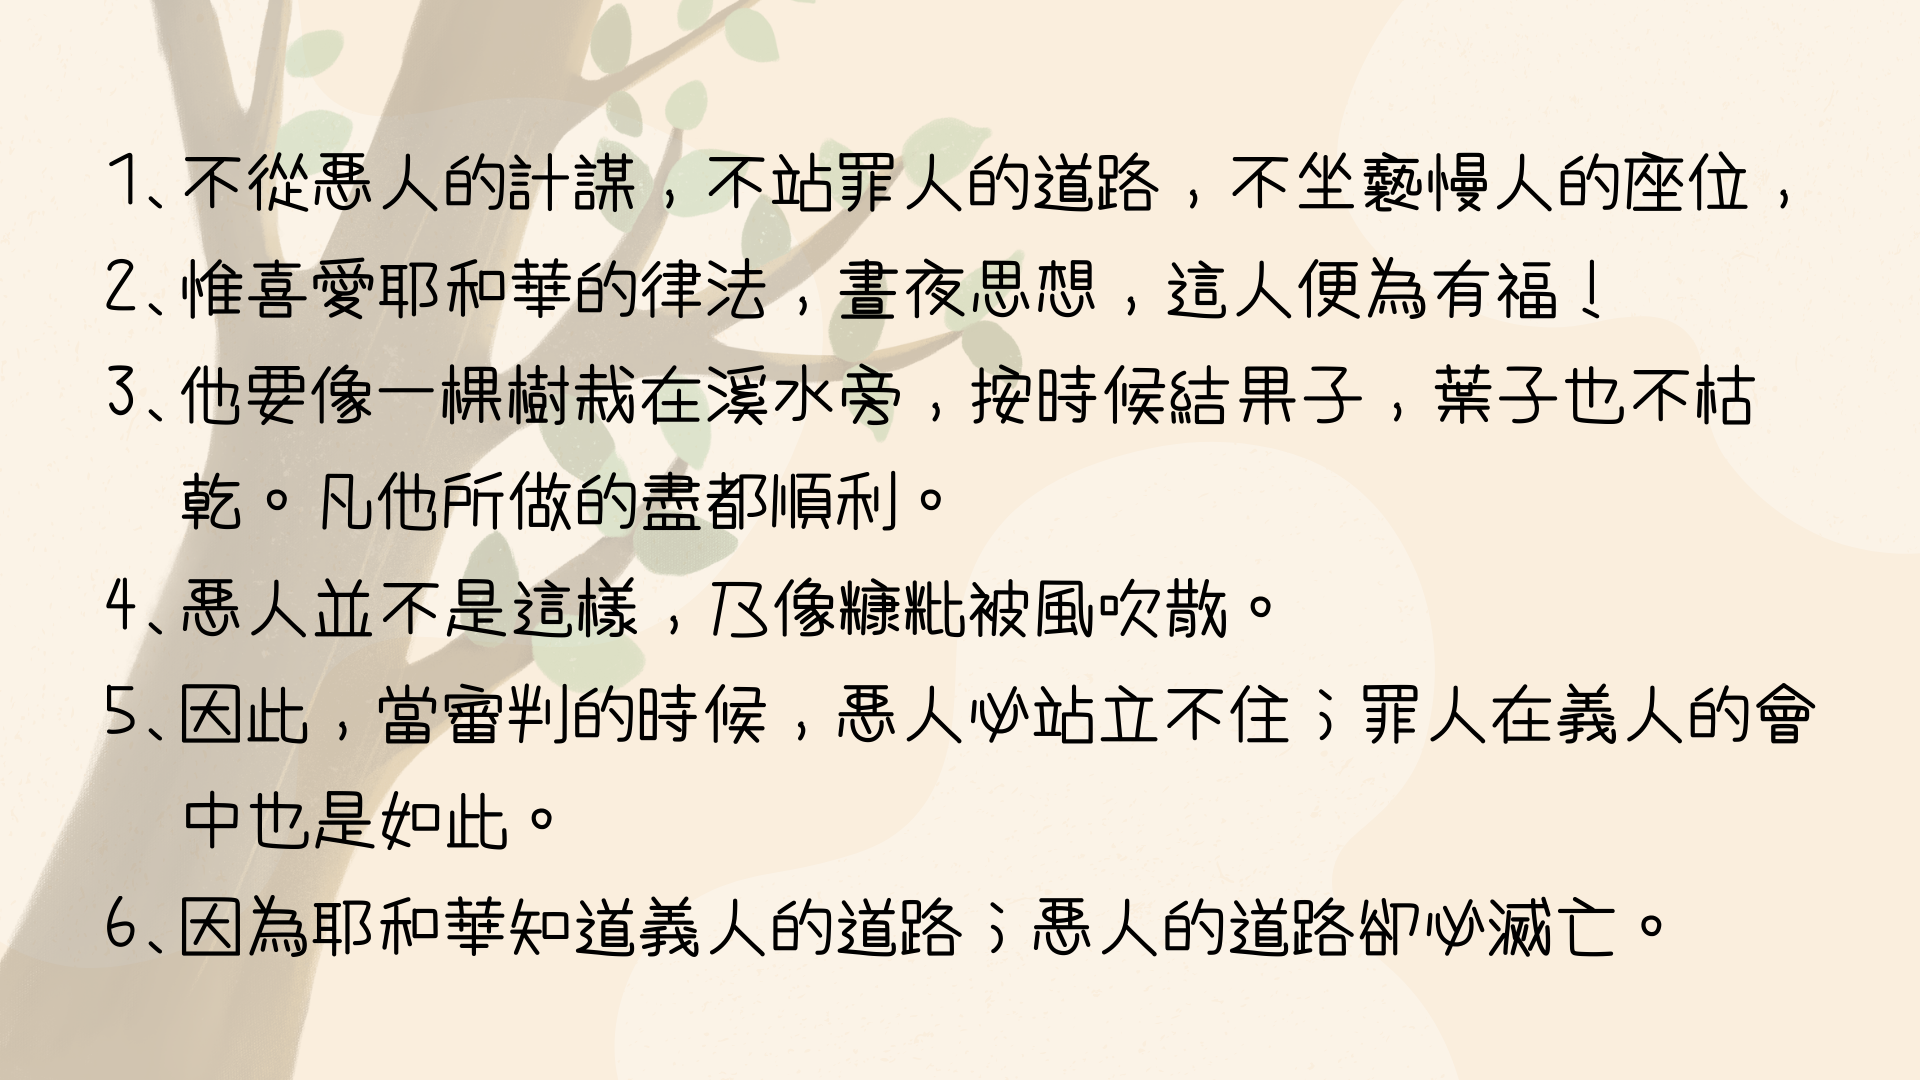 1、不從惡人的計謀，不站罪人的道路，不坐褻慢人的座位，
2、惟喜愛耶和華的律法，晝夜思想，這人便為有福！
3、他要像一棵樹栽在溪水旁，按時候結果子，葉子也不枯
乾。凡他所做的盡都順利。
4、惡人並不是這樣，乃像糠粃被風吹散。
5、因此，當審判的時候，惡人必站立不住；罪人在義人的會
中也是如此。
6、因為耶和華知道義人的道路；惡人的道路卻必滅亡。